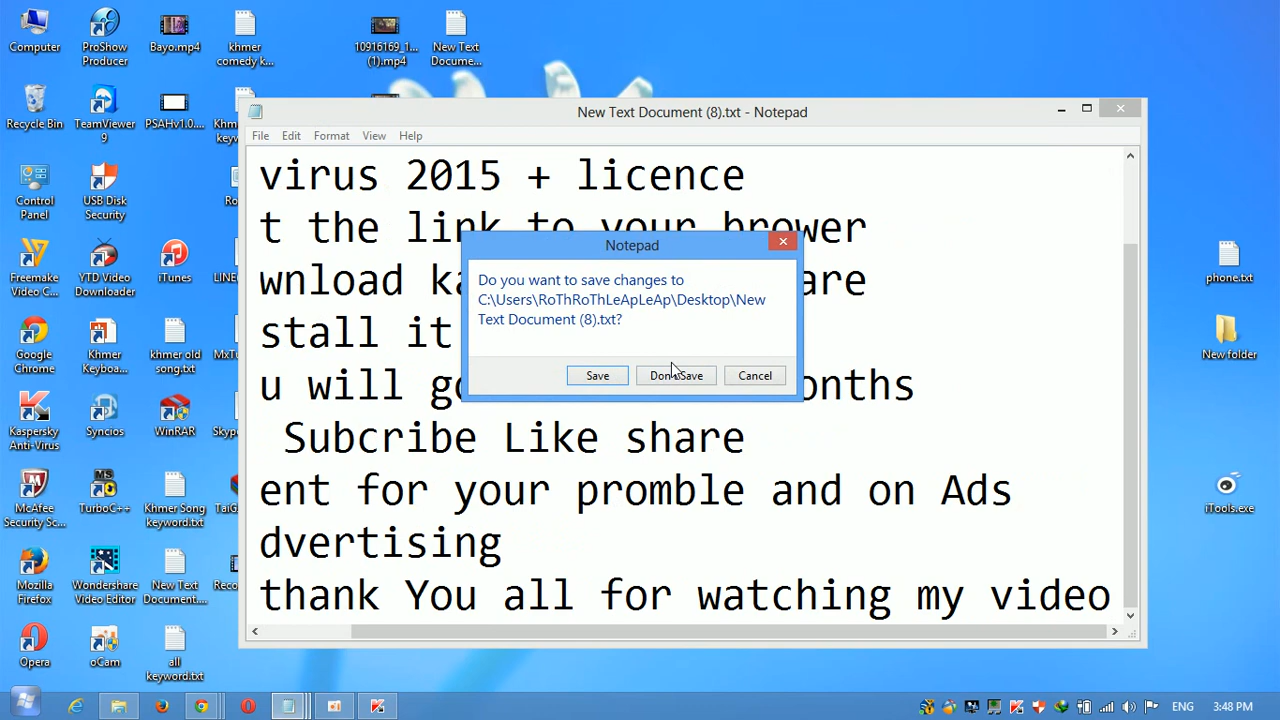 Computer
ProShow
Producer
Bayo.mp4
khmer
comedy k...
10916169_1...
(1).mp4
New Text
Docume...
Recycle Bin
TeamViewer
9
PSAHv1.0....
Control
Panel
USB Disk
Security
Freemake
Video C...
YTD Video
Downloader
iTunes
Google
Chrome
Khmer
Keyboa...
khmer old
song.txt
Kaspersky
Anti-Virus
Syncios
WinRAR
McAfee
Security Sc...
TurboC++
Khmer Song
keyword.txt
Mozilla
Firefox
Wondershare
Video Editor
New Text
Document....
Opera
oCam
all
keyword.txt
New Text Document (8).txt - Notepad
File Edit Format View Help
virus 2015 + licence
t the link to your brower
wnload
stall it
u will
Subcribe Like share
ent for your promble and on Ads
dvertising
thank You all for watching my video
Notepad
Do you want to save changes to
C:\Users\RoThRoThLeApLeAp\Desktop\New
Text Document (8).txt?
Save Don't Save Cancel
phone.txt
New folder
iTools.exe
ENG 3:48 PM